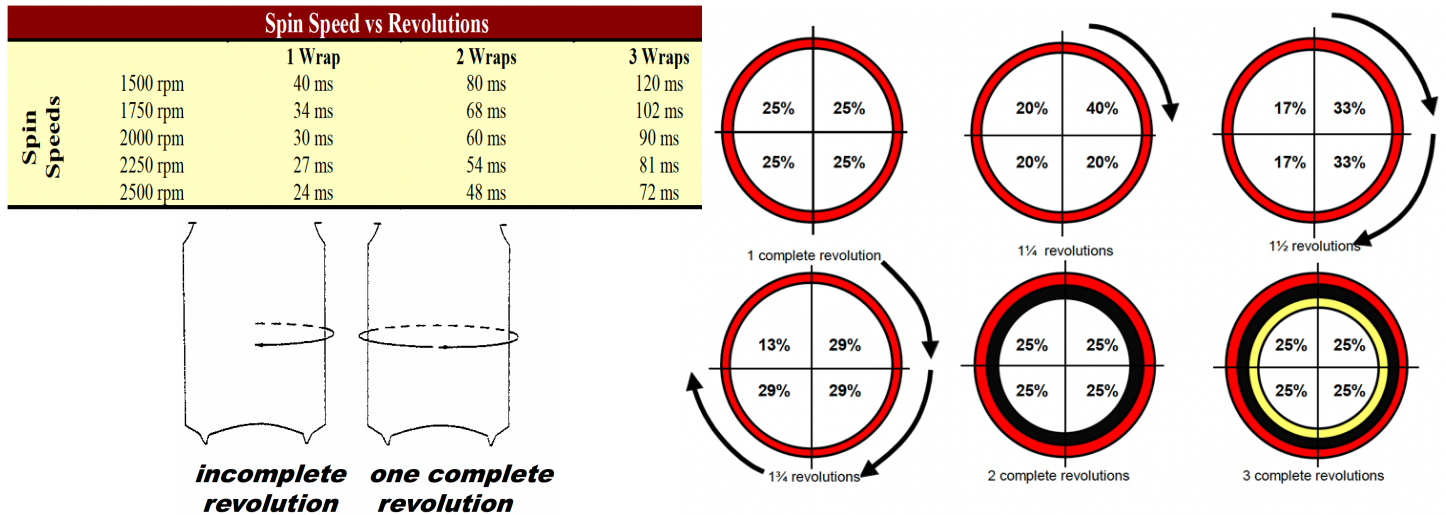 Spin Speed vs Revolutions
1 Wrap 2 Wraps 3 Wraps
Spin Speeds
1500 rpm 40 ms 80 ms 120 ms
1750 rpm 34 ms 68 ms 102 ms
2000 rpm 30 ms 60 ms 90 ms
2250 rpm 27 ms 54 ms 81 ms
2500 rpm 24 ms 48 ms 72 ms
incomplete
revolution
one complete
revolution
25% 25%
25% 25%
1 complete revolution
20% 40%
20% 20%
1¼ revolutions
17% 33%
17% 33%
1½ revolutions
13% 29%
29% 29%
1¾ revolutions
25% 25%
25% 25%
2 complete revolutions
25% 25%
25% 25%
3 complete revolutions